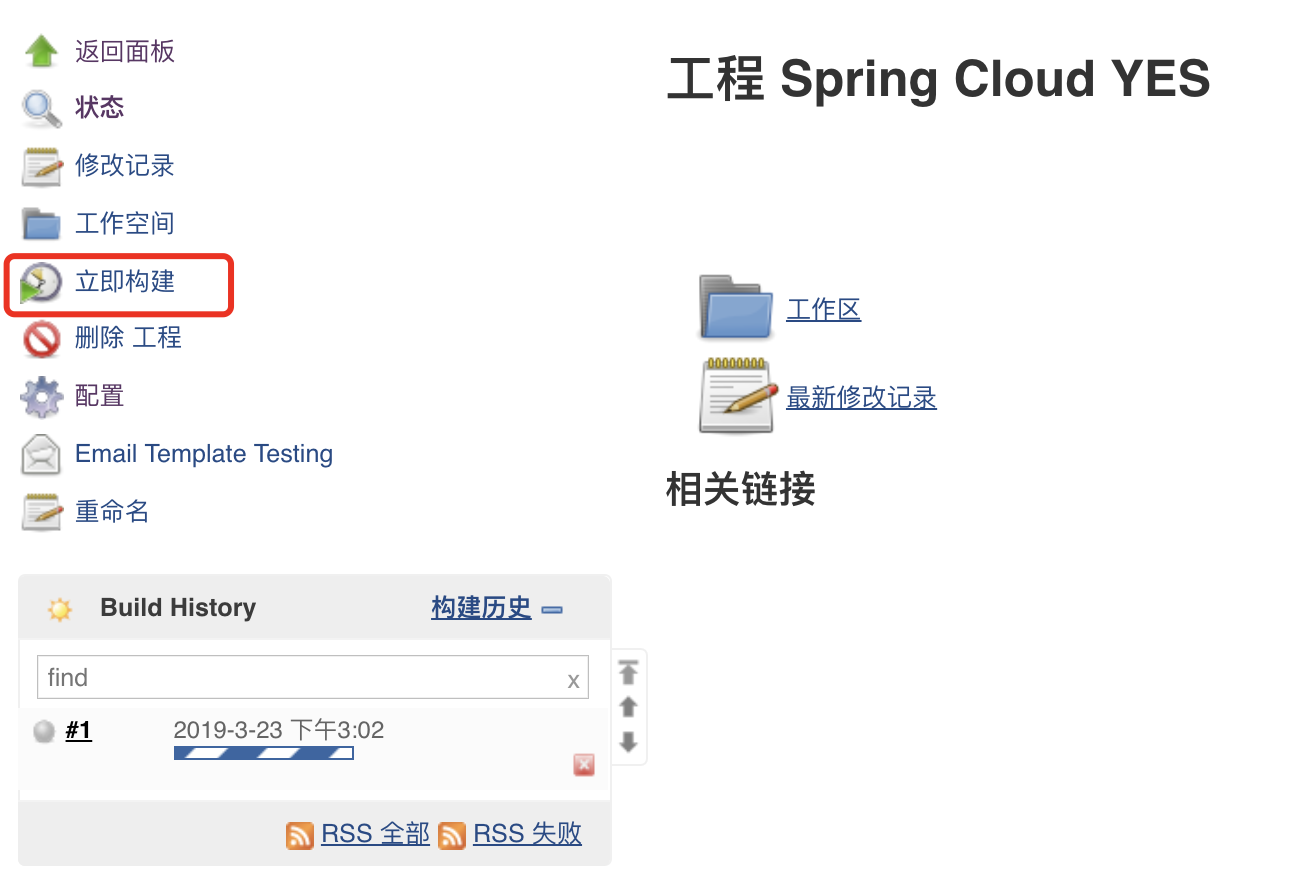 返回面板
状态
修改记录
工作空间
立即构建
删除 工程
配置
Email Template Testing
重命名
Build History 构建历史
find x
#1 2019-3-23 下午3:02
RSS 全部 RSS 失败
工程 Spring Cloud YES
工作区
最新修改记录
相关链接